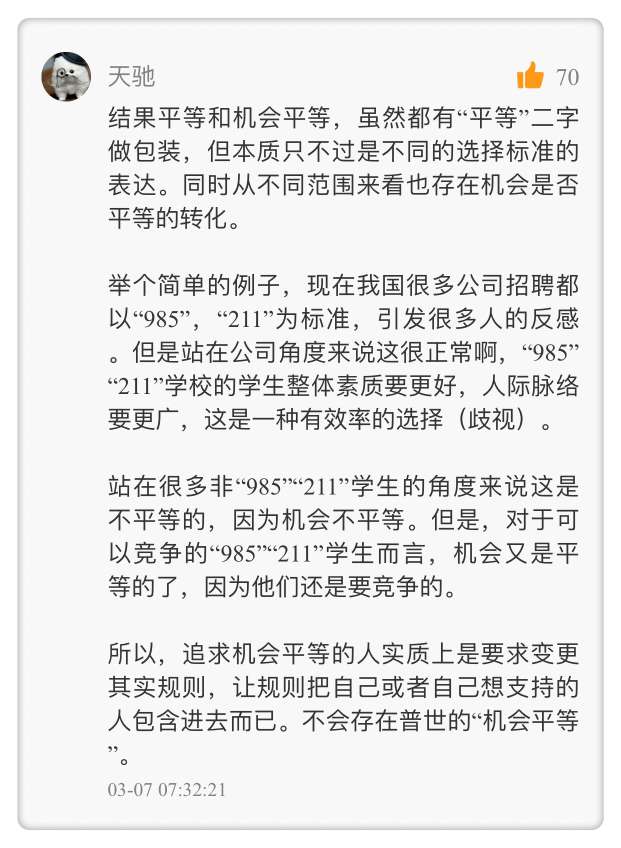 天驰
70
结果平等和机会平等，虽然都有“平等”二字
做包装，但本质只不过是不同的选择标准的
表达。同时从不同范围来看也存在机会是否
平等的转化。
举个简单的例子，现在我国很多公司招聘都
以“985”，“211”为标准，引发很多人的反感
。但是站在公司角度来说这很正常啊，“985”
“211”学校的学生整体素质要更好，人际脉络
要更广，这是一种有效率的选择（歧视）。
站在很多非“985”“211”学生的角度来说这是
不平等的，因为机会不平等。但是，对于可
以竞争的“985”“211”学生而言，机会又是平
等的了，因为他们还是要竞争的。
所以，追求机会平等的人实质上是要求变更
其实规则，让规则把自己或者自己想支持的
人包含进去而已。不会存在普世的“机会平等
”。
03-07 07:32:21